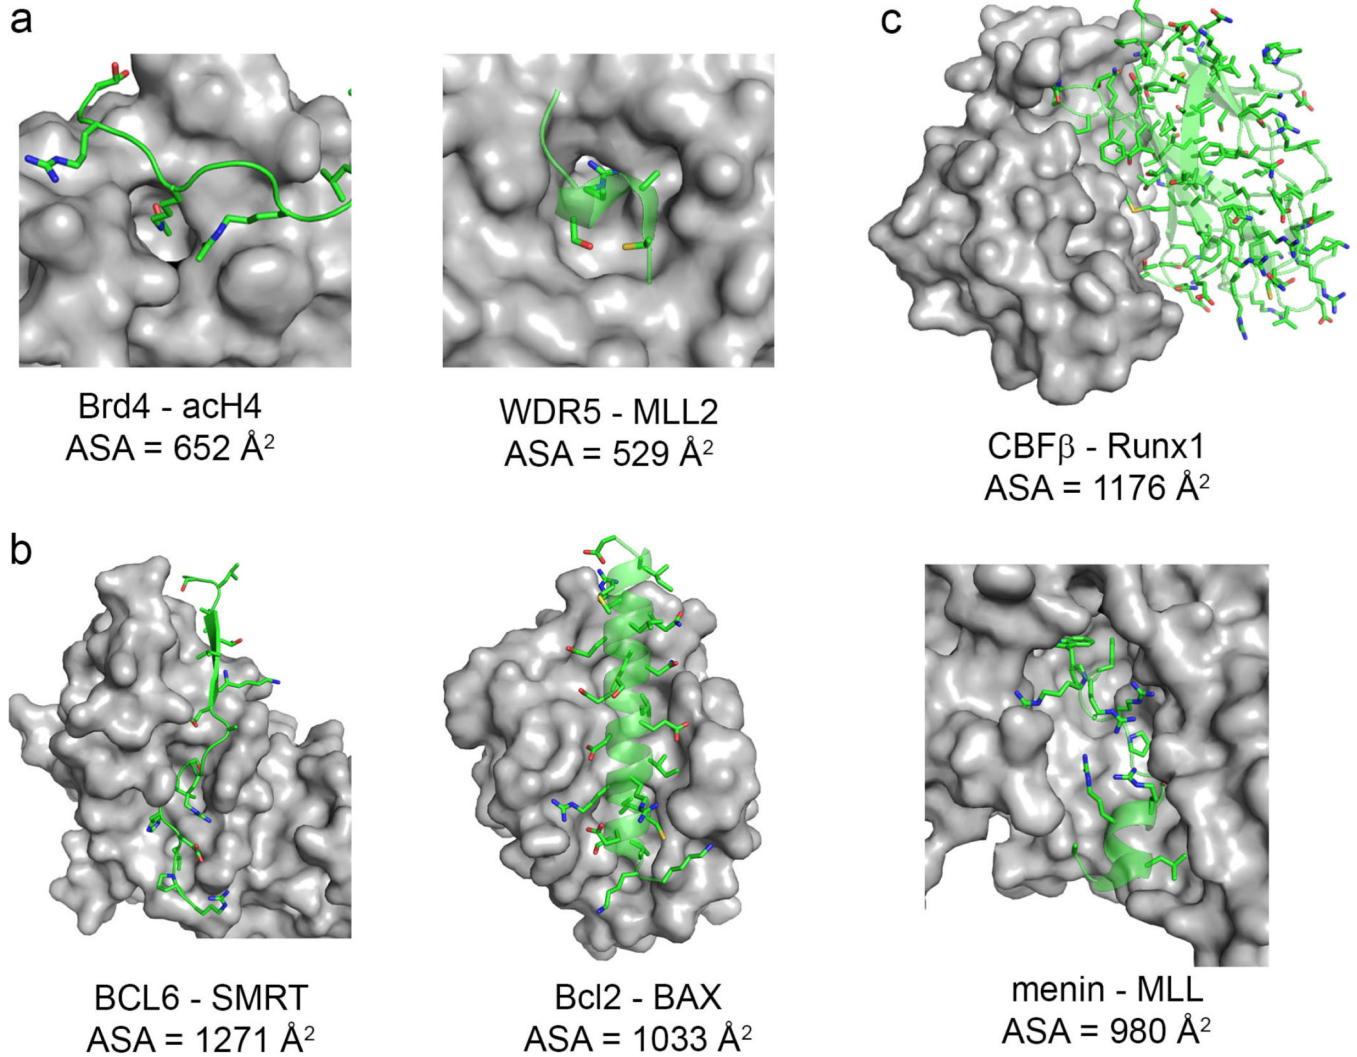 a
Brd4 - acH4
ASA = 652 Å²
WDR5 - MLL2
ASA = 529 Å²
c
CBFβ - Runx1
ASA = 1176 Å²
b
BCL6 - SMRT
ASA = 1271 Å²
Bcl2 - BAX
ASA = 1033 Å²
menin - MLL
ASA = 980 Å²